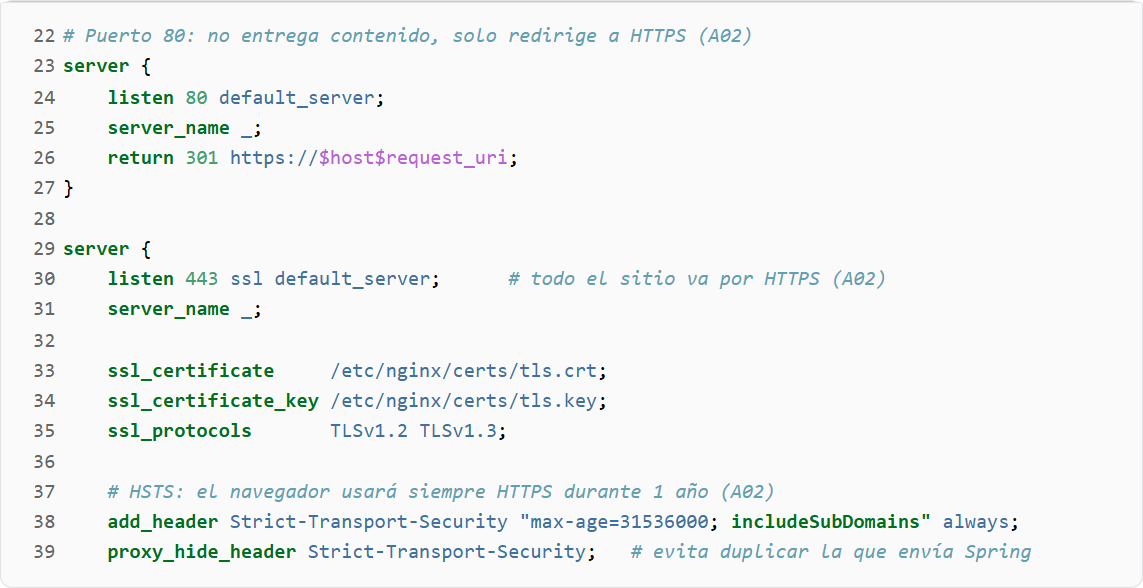 22 # Puerto 80: no entrega contenido, solo redirige a HTTPS (A02)
23 server {
24     listen 80 default_server;
25     server_name _;
26     return 301 https://$host$request_uri;
27 }
28
29 server {
30     listen 443 ssl default_server;      # todo el sitio va por HTTPS (A02)
31     server_name _;
32
33     ssl_certificate     /etc/nginx/certs/tls.crt;
34     ssl_certificate_key /etc/nginx/certs/tls.key;
35     ssl_protocols       TLSv1.2 TLSv1.3;
36
37     # HSTS: el navegador usará siempre HTTPS durante 1 año (A02)
38     add_header Strict-Transport-Security "max-age=31536000; includeSubDomains" always;
39     proxy_hide_header Strict-Transport-Security;   # evita duplicar la que envía Spring